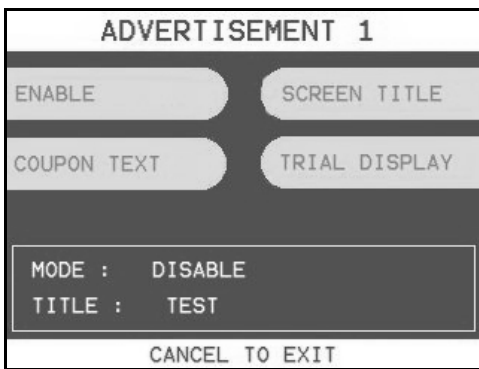 ADVERTISEMENT 1
ENABLE
SCREEN TITLE
COUPON TEXT
TRIAL DISPLAY
MODE : DISABLE
TITLE : TEST
CANCEL TO EXIT